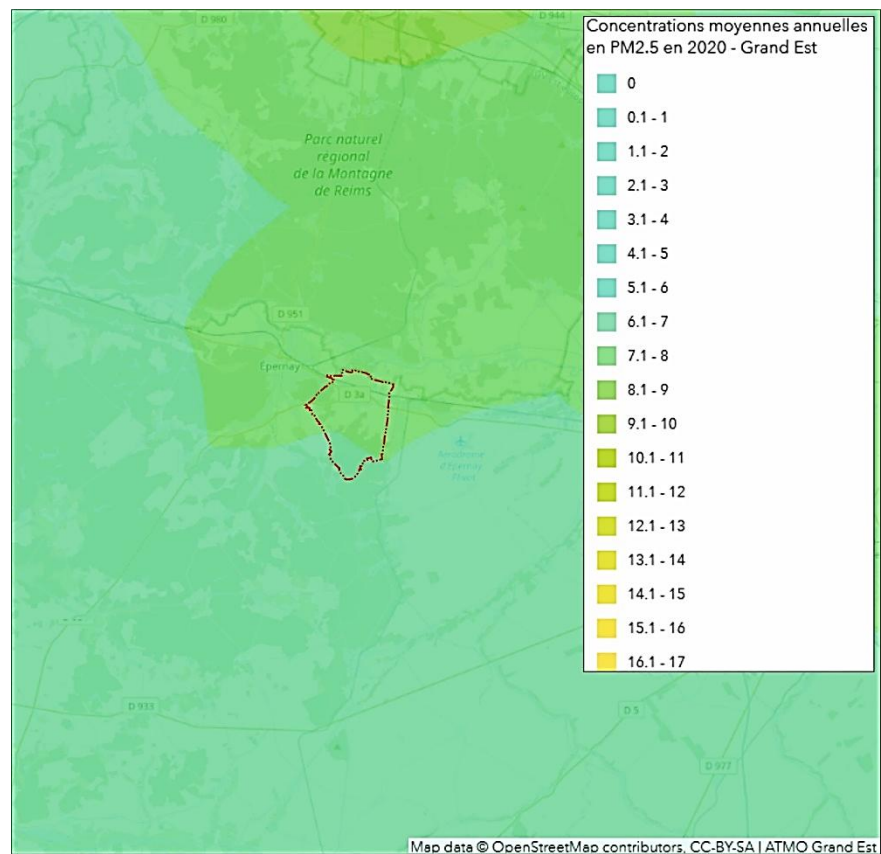 D 980
D 944
Concentrations moyennes annuelles
en PM2.5 en 2020 - Grand Est
0
0.1 - 1
1.1 - 2
2.1 - 3
3.1 - 4
4.1 - 5
5.1 - 6
6.1 - 7
7.1 - 8
8.1 - 9
9.1 - 10
10.1 - 11
11.1 - 12
12.1 - 13
13.1 - 14
14.1 - 15
15.1 - 16
16.1 - 17
Parc naturel
régional
de la Montagne
de Reims
D 951
Épernay
D 3a
Aérodrome
d'Épernay
Plivot
D 933
D 5
D 977
Map data © OpenStreetMap contributors, CC-BY-SA | ATMO Grand Est